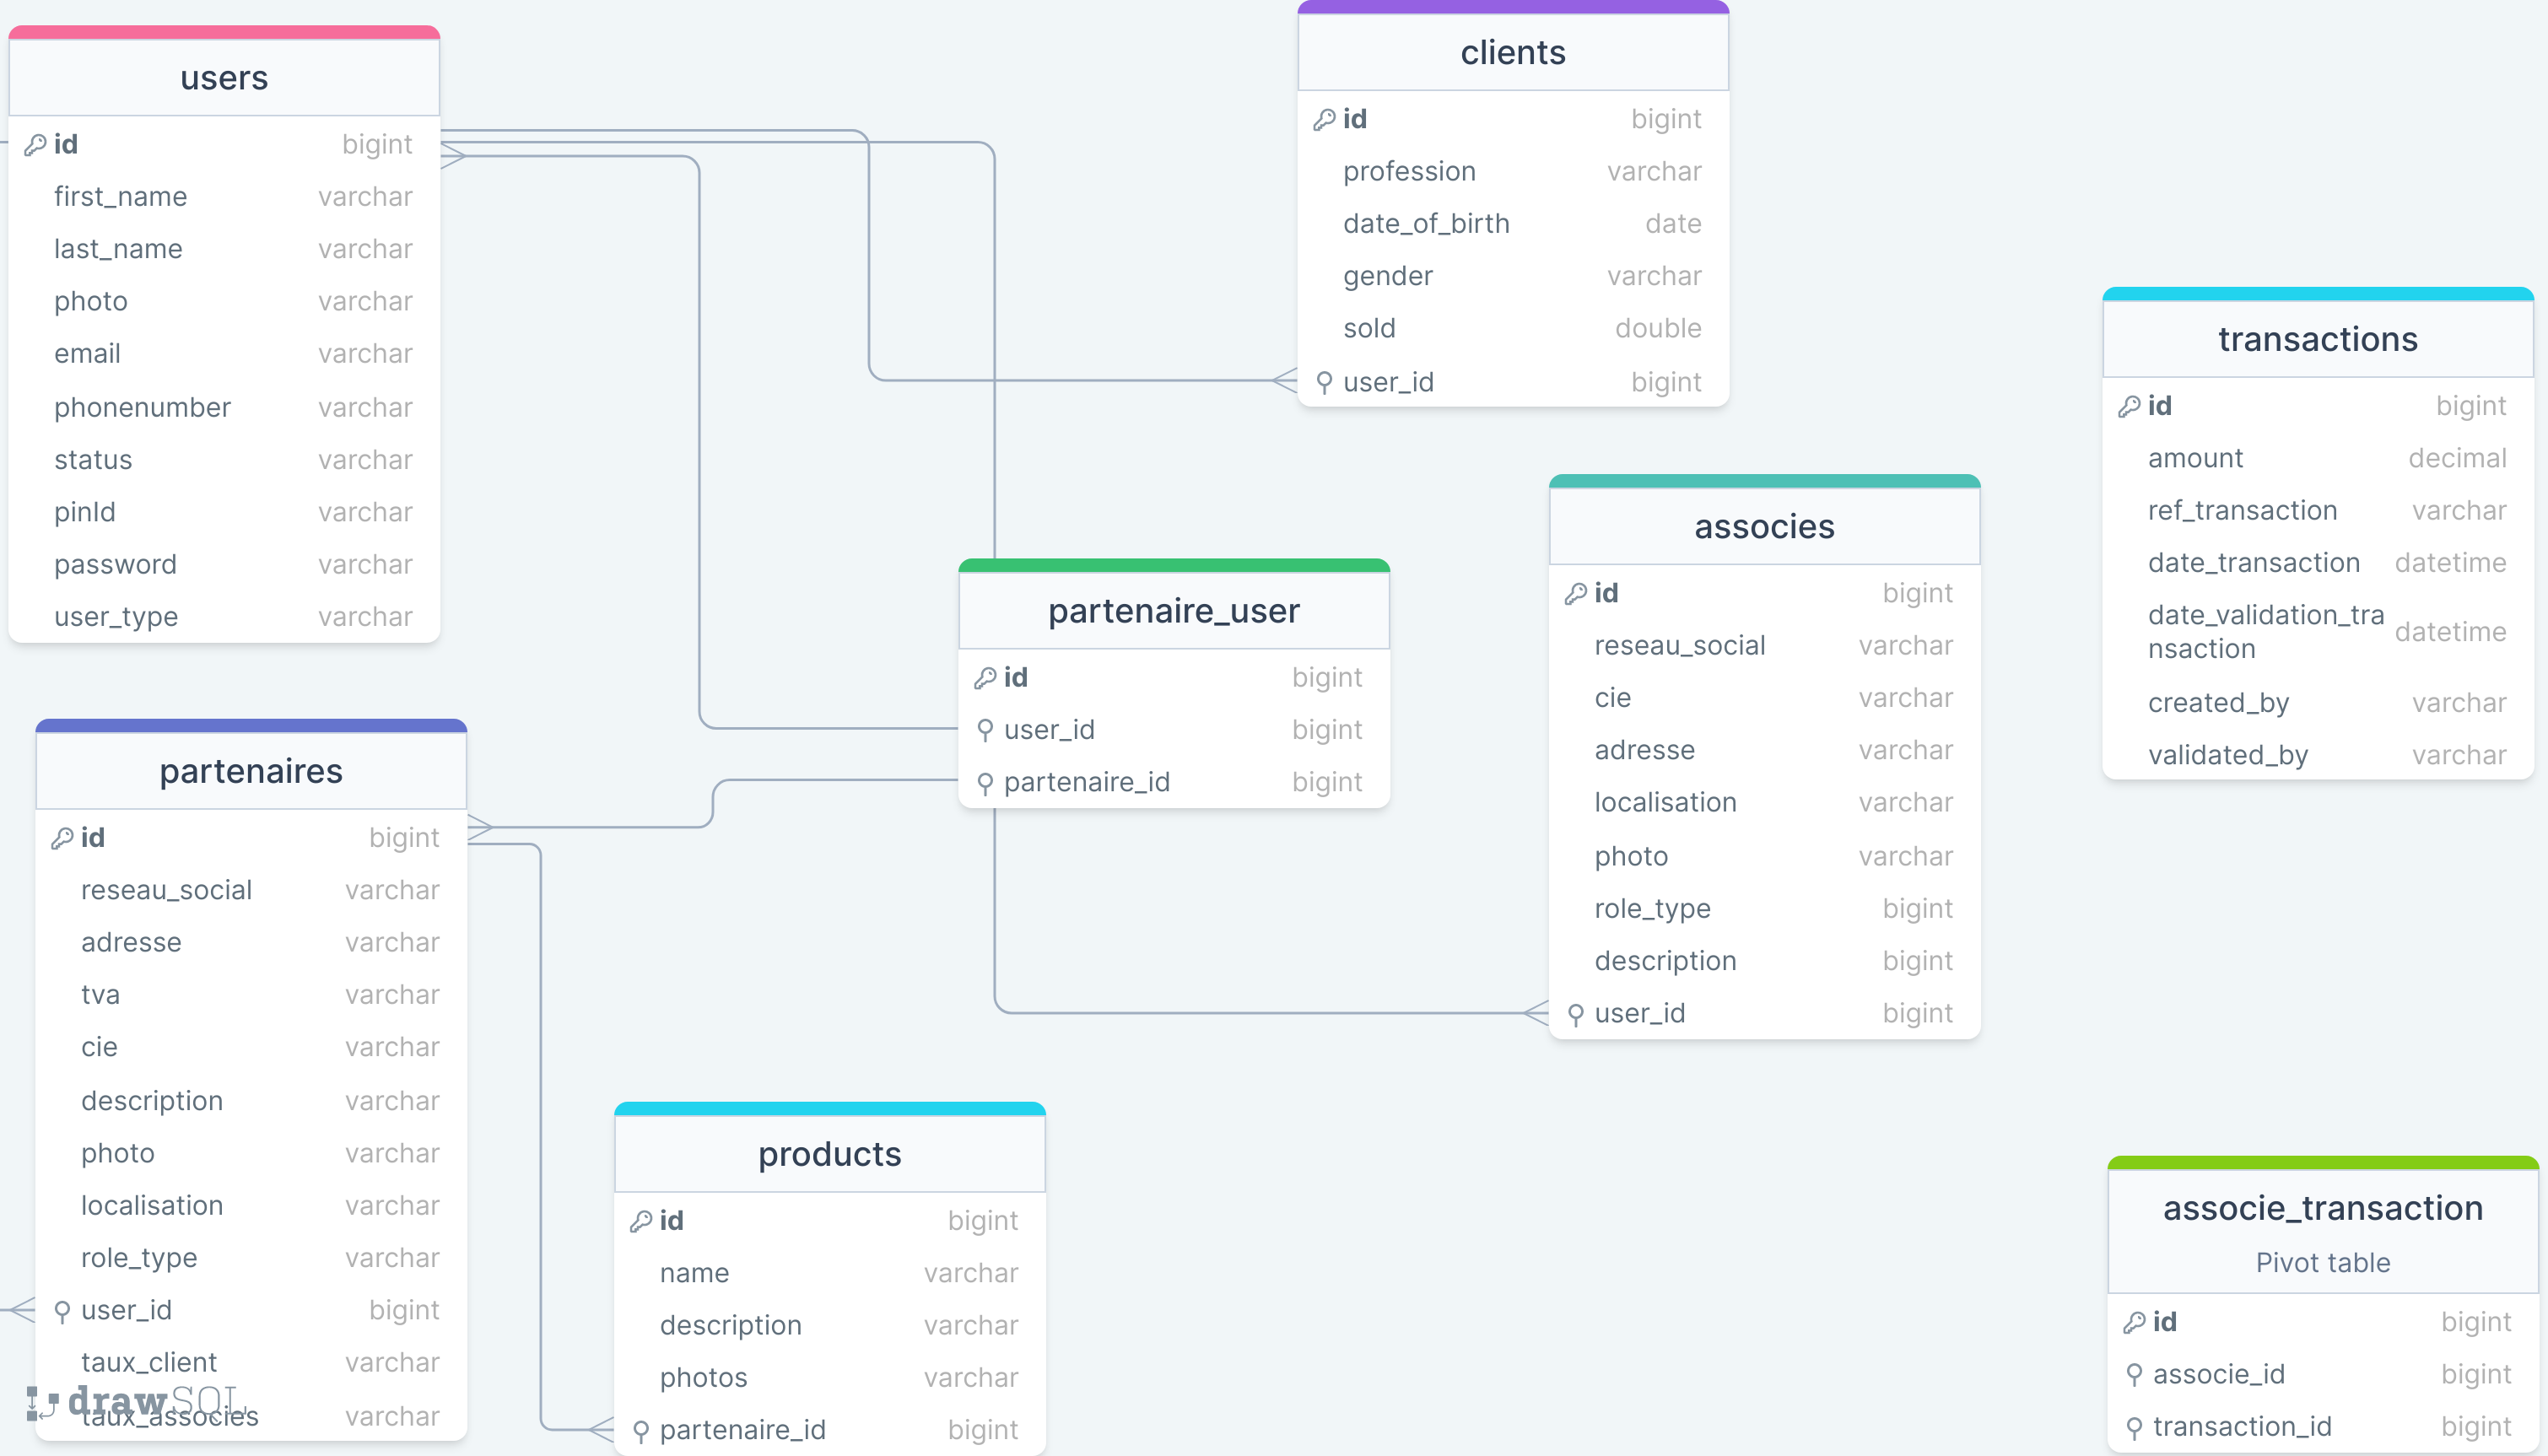 users
id bigint
first_name varchar
last_name varchar
photo varchar
email varchar
phonenumber varchar
status varchar
pinId varchar
password varchar
user_type varchar
clients
id bigint
profession varchar
date_of_birth date
gender varchar
sold double
user_id bigint
transactions
id bigint
amount decimal
ref_transaction varchar
date_transaction datetime
date_validation_tra
nsaction datetime
created_by varchar
validated_by varchar
associes
id bigint
reseau_social varchar
cie varchar
adresse varchar
localisation varchar
photo varchar
role_type bigint
description bigint
user_id bigint
partenaire_user
id bigint
user_id bigint
partenaire_id bigint
partenaires
id bigint
reseau_social varchar
adresse varchar
tva varchar
cie varchar
description varchar
photo varchar
localisation varchar
role_type varchar
user_id bigint
taux_client varchar
taux_associes varchar
drawSQL
products
id bigint
name varchar
description varchar
photos varchar
partenaire_id bigint
associe_transaction
Pivot table
id bigint
associe_id bigint
transaction_id bigint